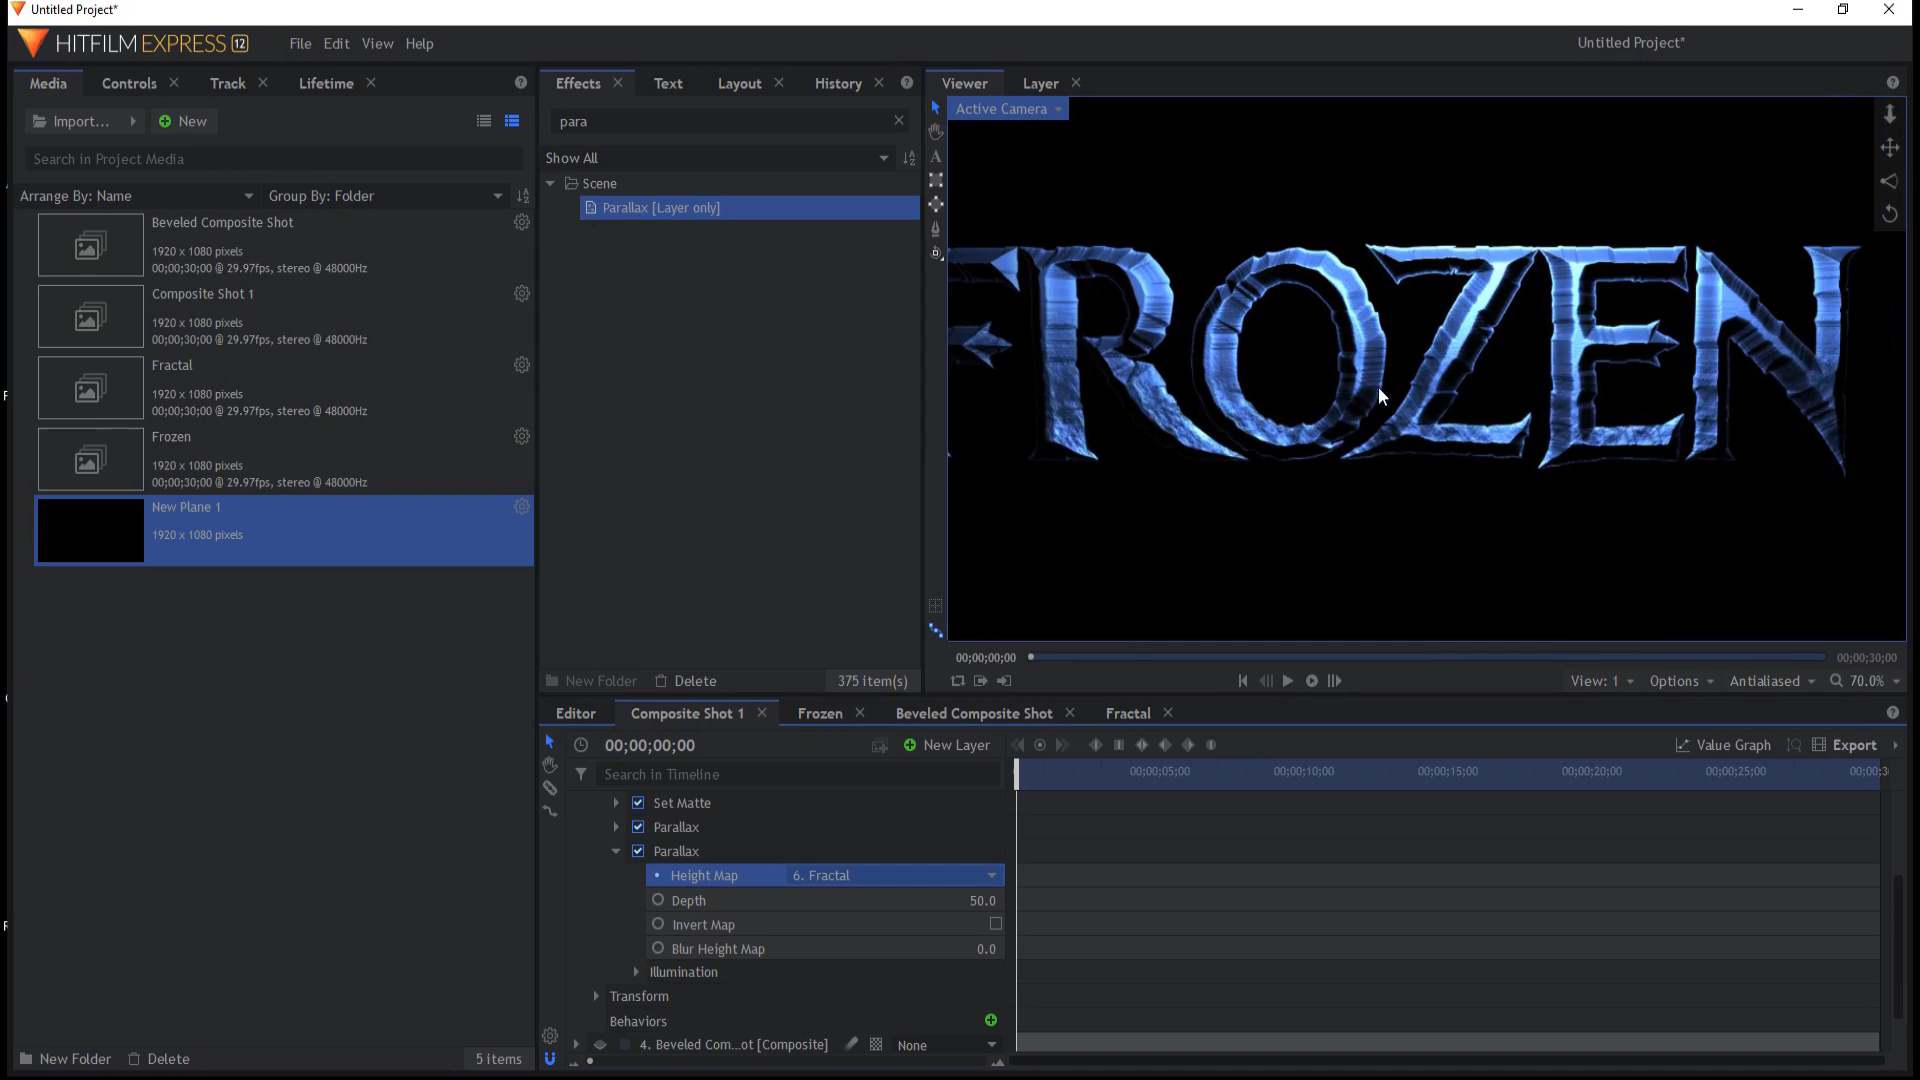 Untitled Project*
HITFILM EXPRESS 12
File Edit View Help
Untitled Project*
Media Controls Track Lifetime
Effects Text Layout History
Viewer Layer
Import... New
para
Active Camera
Search in Project Media
Show All
Arrange By: Name Group By: Folder
Scene
Parallax [Layer only]
Beveled Composite Shot
1920 x 1080 pixels
00;00;30;00 @ 29.97fps, stereo @ 48000Hz
Composite Shot 1
1920 x 1080 pixels
00;00;30;00 @ 29.97fps, stereo @ 48000Hz
Fractal
1920 x 1080 pixels
00;00;30;00 @ 29.97fps, stereo @ 48000Hz
Frozen
1920 x 1080 pixels
00;00;30;00 @ 29.97fps, stereo @ 48000Hz
New Plane 1
1920 x 1080 pixels
FROZEN
00;00;00;00
00;00;30;00
New Folder Delete 375 item(s)
View: 1 Options Antialiased 70.0%
Editor Composite Shot 1 Frozen Beveled Composite Shot Fractal
00;00;00;00 New Layer Value Graph Export
Search in Timeline
00;00;05;00 00;00;10;00 00;00;15;00 00;00;20;00 00;00;25;00 00;00;3
Set Matte
Parallax
Parallax
Height Map 6. Fractal
Depth 50.0
Invert Map
Blur Height Map 0.0
Illumination
Transform
Behaviors
4. Beveled Com...ot [Composite] None
New Folder Delete 5 items